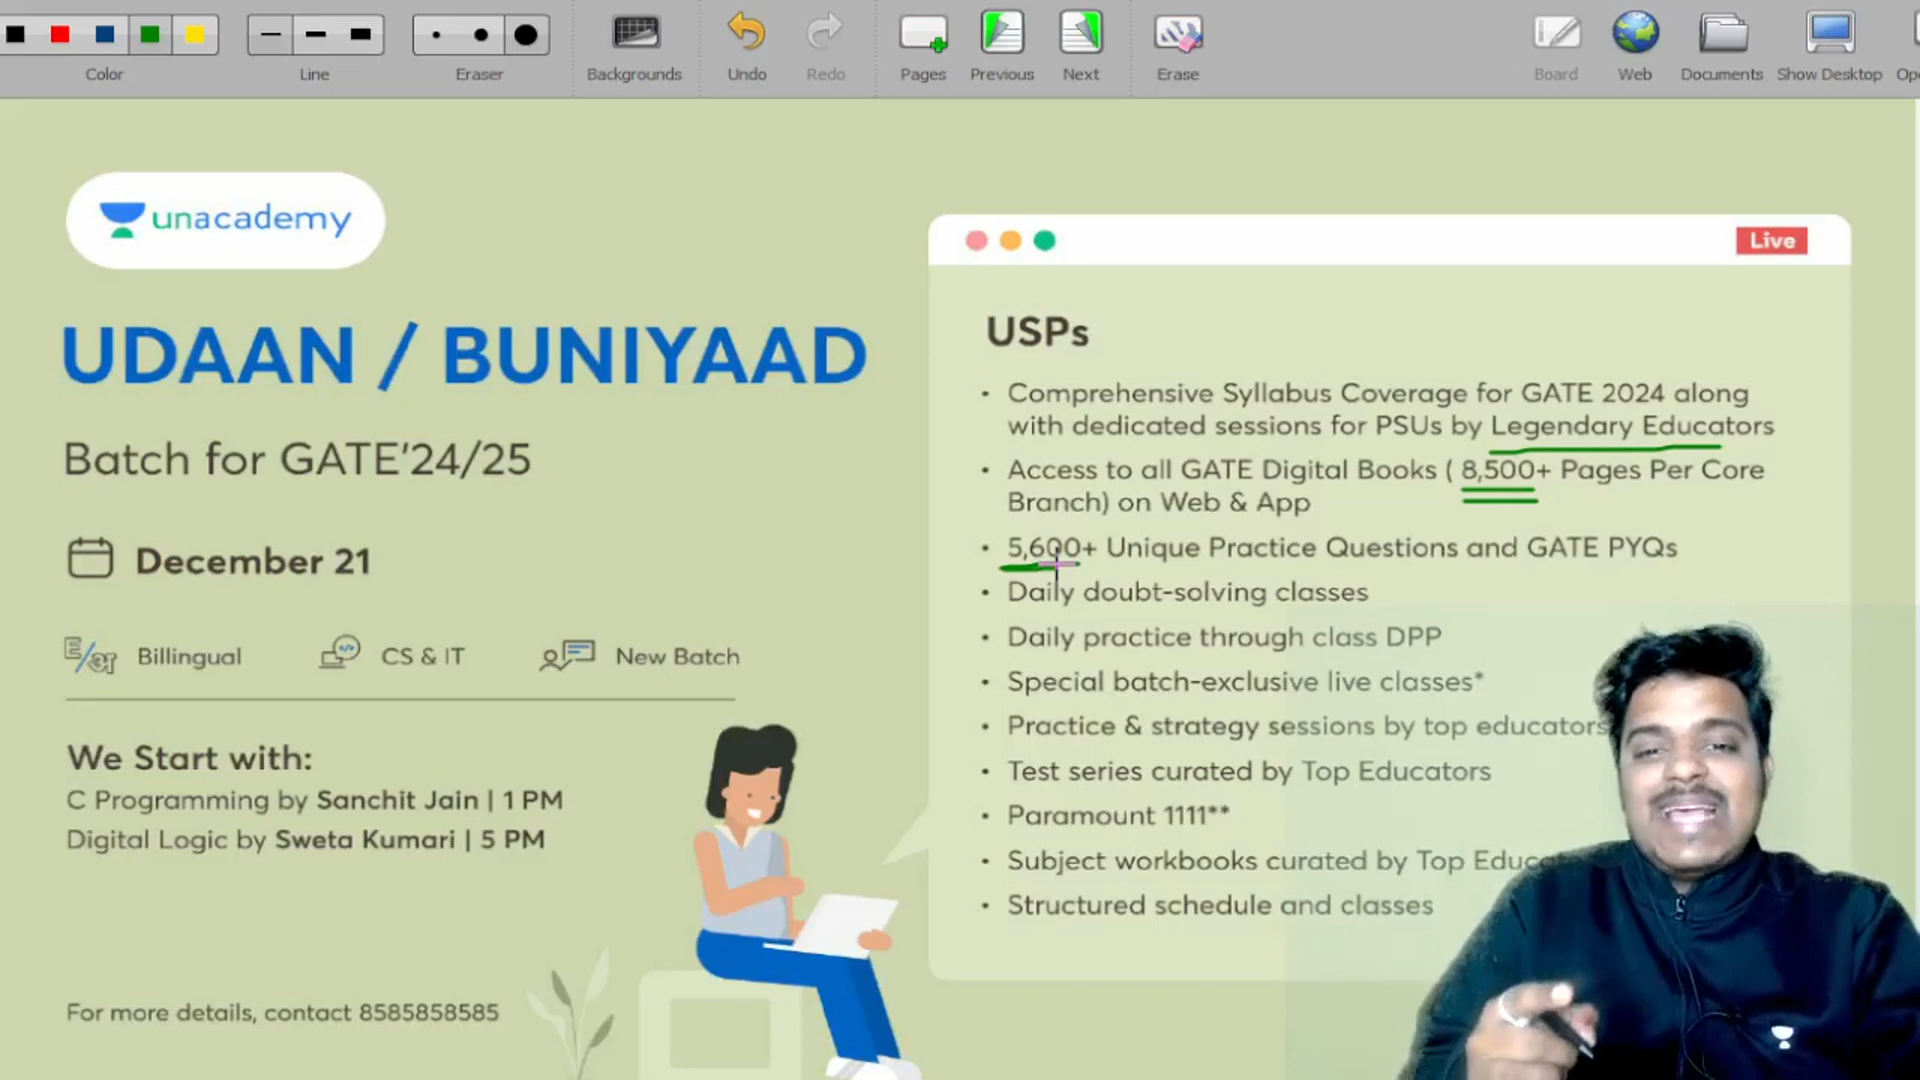 Color
Line
Eraser
Backgrounds
Undo
Redo
Pages
Previous
Next
Erase
Board
Web
Documents
Show Desktop
unacademy
UDAAN / BUNIYAAD
Batch for GATE'24/25
December 21
E/अ Billingual
CS & IT
New Batch
We Start with:
C Programming by Sanchit Jain | 1 PM
Digital Logic by Sweta Kumari | 5 PM
For more details, contact 8585858585
Live
USPs
• Comprehensive Syllabus Coverage for GATE 2024 along
with dedicated sessions for PSUs by Legendary Educators
• Access to all GATE Digital Books ( 8,500+ Pages Per Core
Branch) on Web & App
• 5,600+ Unique Practice Questions and GATE PYQs
• Daily doubt-solving classes
• Daily practice through class DPP
• Special batch-exclusive live classes*
• Practice & strategy sessions by top educators
• Test series curated by Top Educators
• Paramount 1111**
• Subject workbooks curated by Top
• Structured schedule and classes